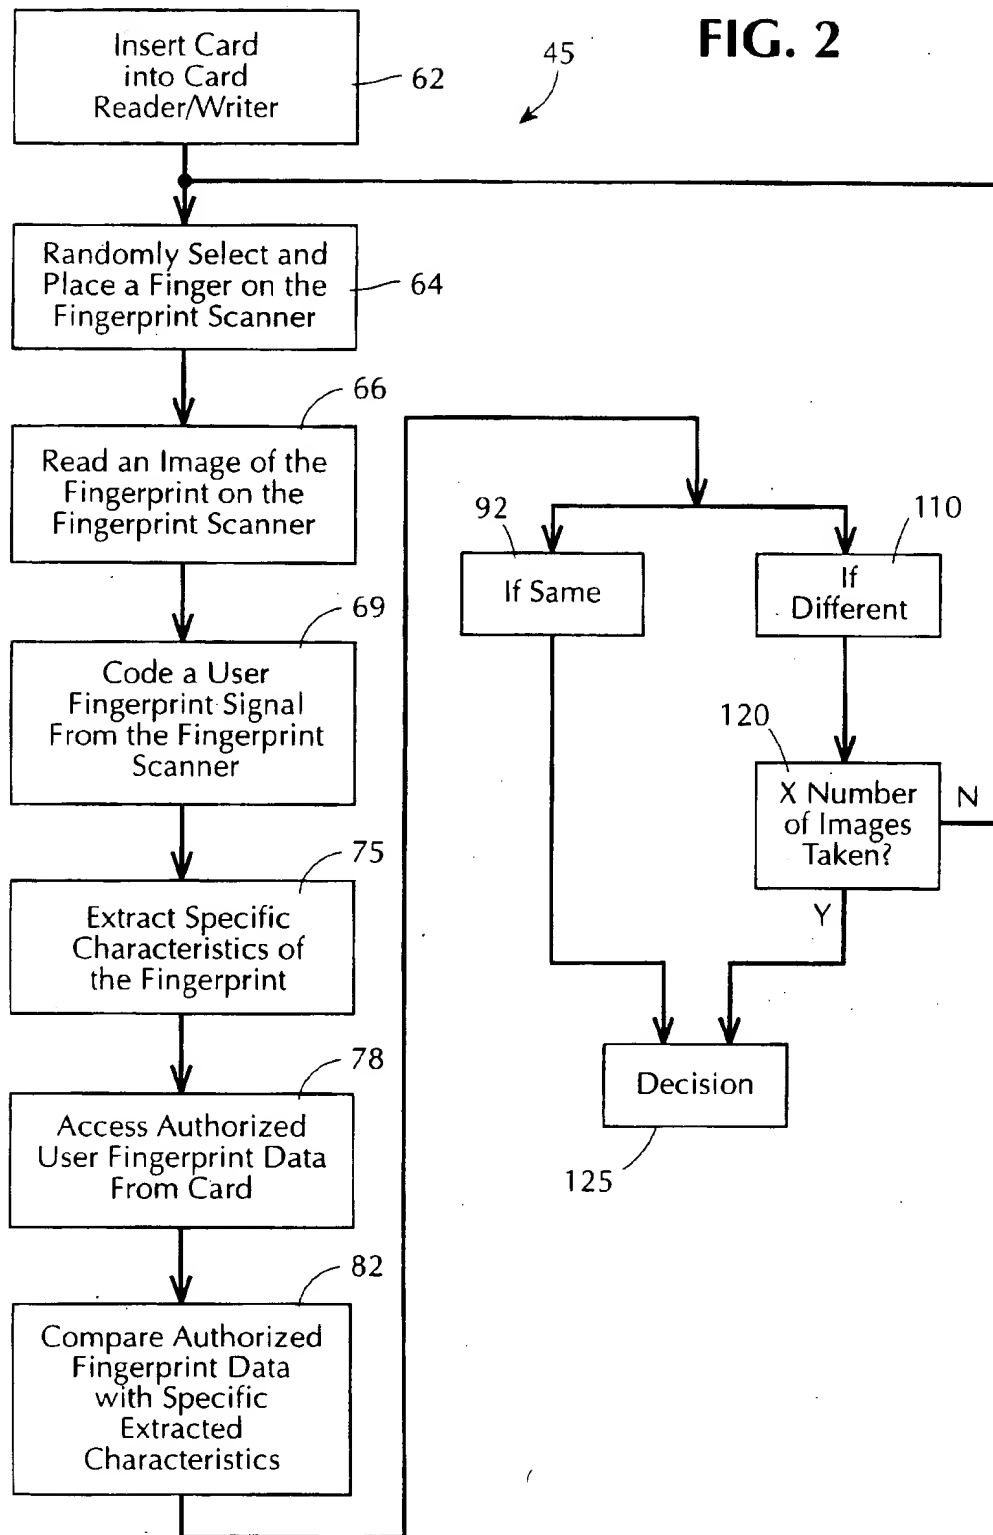 FIG. 2
45
Insert Card
into Card
Reader/Writer
62
Randomly Select and
Place a Finger on the
Fingerprint Scanner
64
66
Read an Image of the
Fingerprint on the
Fingerprint Scanner
69
Code a User
Fingerprint Signal
From the Fingerprint
Scanner
75
Extract Specific
Characteristics of
the Fingerprint
78
Access Authorized
User Fingerprint Data
From Card
82
Compare Authorized
Fingerprint Data
with Specific
Extracted
Characteristics
92
If Same
110
If
Different
120
X Number
of Images
Taken?
N
Y
Decision
125